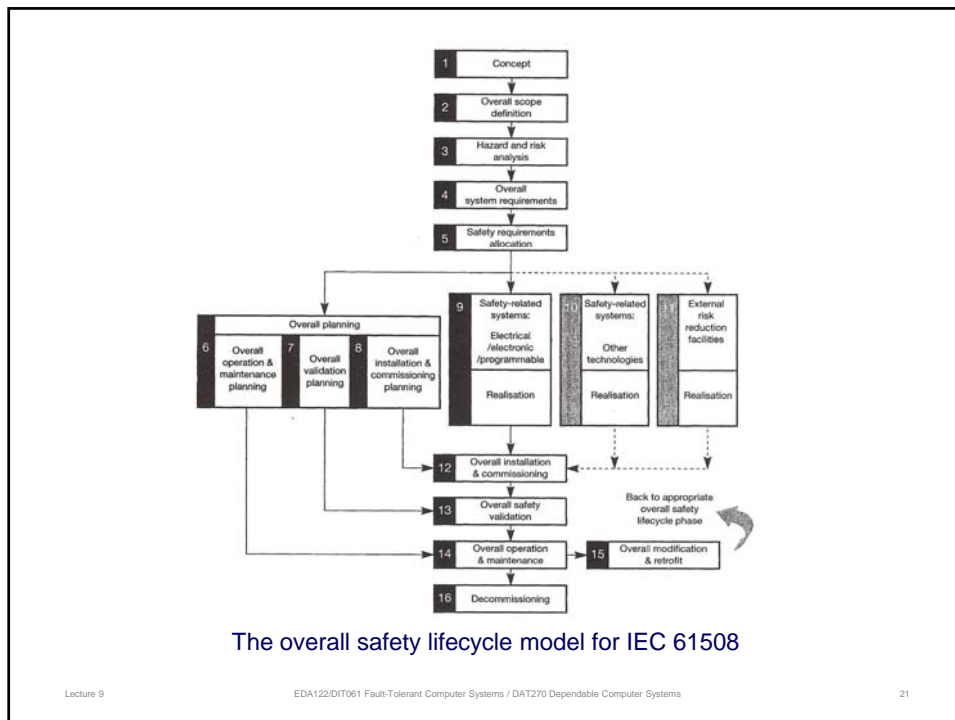 1
Concept
2
Overall scope
definition
3
Hazard and risk
analysis
4
Overall
system requirements
5
Safety requirements
allocation
Overall planning
6
Overall
operation &
maintenance
planning
7
Overall
validation
planning
8
Overall
installation &
commissioning
planning
9
Safety-related
systems:
Electrical
/electronic
/programmable
Realisation
10
Safety-related
systems:
Other
technologies
Realisation
11
External
risk
reduction
facilities
Realisation
12
Overall installation
& commissioning
13
Overall safety
validation
Back to appropriate
overall safety
lifecycle phase
14
Overall operation
& maintenance
15
Overall modification
& retrofit
16
Decommissioning
The overall safety lifecycle model for IEC 61508
Lecture 9
EDA122/DIT061 Fault-Tolerant Computer Systems / DAT270 Dependable Computer Systems
21